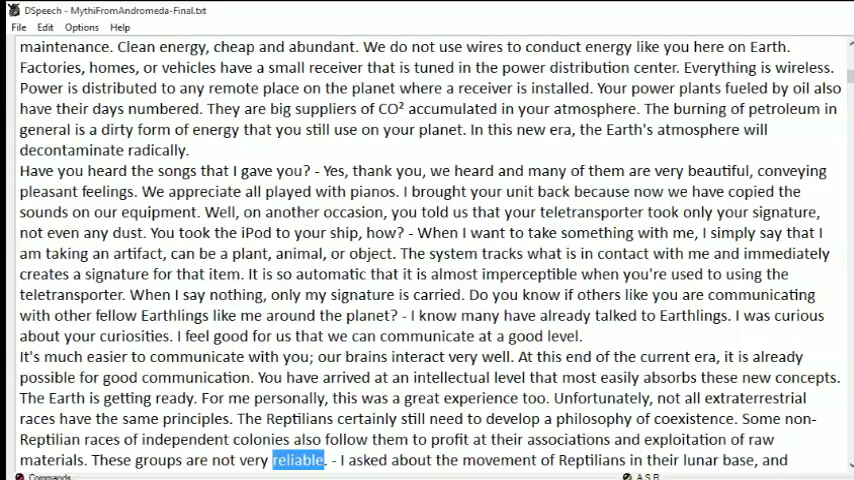 DSpeech - MythiFromAndromeda-Final.txt
File Edit Options Help
maintenance. Clean energy, cheap and abundant. We do not use wires to conduct energy like you here on Earth.
Factories, homes, or vehicles have a small receiver that is tuned in the power distribution center. Everything is wireless.
Power is distributed to any remote place on the planet where a receiver is installed. Your power plants fueled by oil also
have their days numbered. They are big suppliers of CO² accumulated in your atmosphere. The burning of petroleum in
general is a dirty form of energy that you still use on your planet. In this new era, the Earth's atmosphere will
decontaminate radically.
Have you heard the songs that I gave you? - Yes, thank you, we heard and many of them are very beautiful, conveying
pleasant feelings. We appreciate all played with pianos. I brought your unit back because now we have copied the
sounds on our equipment. Well, on another occasion, you told us that your teletransporter took only your signature,
not even any dust. You took the iPod to your ship, how? - When I want to take something with me, I simply say that I
am taking an artifact, can be a plant, animal, or object. The system tracks what is in contact with me and immediately
creates a signature for that item. It is so automatic that it is almost imperceptible when you're used to using the
teletransporter. When I say nothing, only my signature is carried. Do you know if others like you are communicating
with other fellow Earthlings like me around the planet? - I know many have already talked to Earthlings. I was curious
about your curiosities. I feel good for us that we can communicate at a good level.
It's much easier to communicate with you; our brains interact very well. At this end of the current era, it is already
possible for good communication. You have arrived at an intellectual level that most easily absorbs these new concepts.
The Earth is getting ready. For me personally, this was a great experience too. Unfortunately, not all extraterrestrial
races have the same principles. The Reptilians certainly still need to develop a philosophy of coexistence. Some non-
Reptilian races of independent colonies also follow them to profit at their associations and exploitation of raw
materials. These groups are not very reliable. - I asked about the movement of Reptilians in their lunar base, and
Commands A.S.R